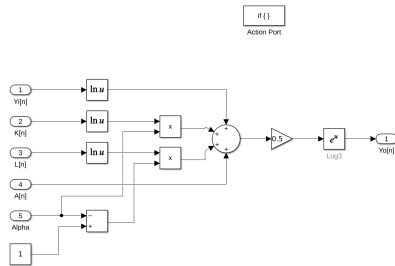 if { }
Action Port
1
ln u
Yi[n]
2
ln u
x
K[n]
+
+
+
+
3
ln u
x
0.5
e^u
1
L[n]
Log3
Yo[n]
4
A[n]
5
−
+
Alpha
1